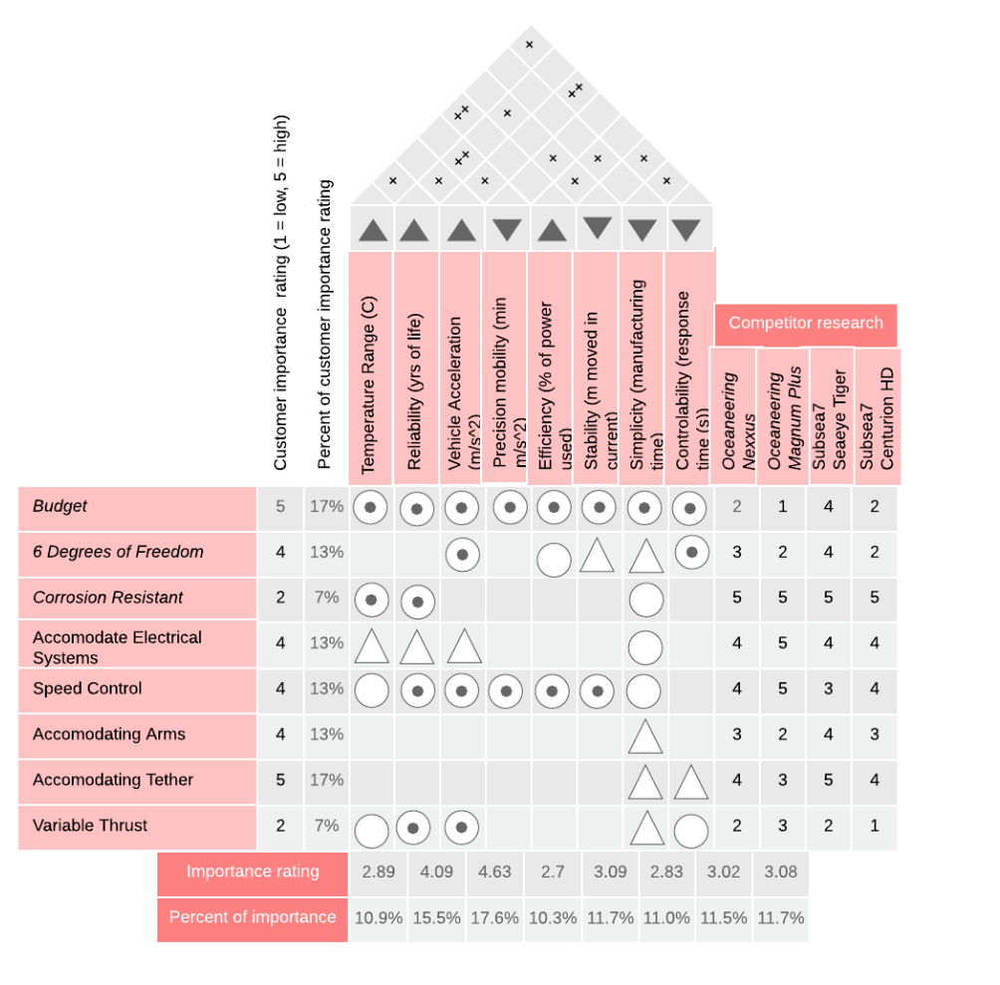 Customer importance rating (1 = low, 5 = high)
Percent of customer importance rating
Temperature Range (C)
Reliability (yrs of life)
Vehicle Acceleration
(m/s^2)
Precision mobility (min
m/s^2)
Efficiency (% of power
used)
Stability (m moved in
current)
Simplicity (manufacturing
time)
Controlability (response
time (s))
Competitor research
Oceaneering
Nexxus
Oceaneering
Magnum Plus
Subsea7
Seaeye Tiger
Subsea7
Centurion HD
Budget 5 17% 2 1 4 2
6 Degrees of Freedom 4 13% 3 2 4 2
Corrosion Resistant 2 7% 5 5 5 5
Accomodate Electrical
Systems 4 13% 4 5 4 4
Speed Control 4 13% 4 5 3 4
Accomodating Arms 4 13% 3 2 4 3
Accomodating Tether 5 17% 4 3 5 4
Variable Thrust 2 7% 2 3 2 1
Importance rating 2.89 4.09 4.63 2.7 3.09 2.83 3.02 3.08
Percent of importance 10.9% 15.5% 17.6% 10.3% 11.7% 11.0% 11.5% 11.7%